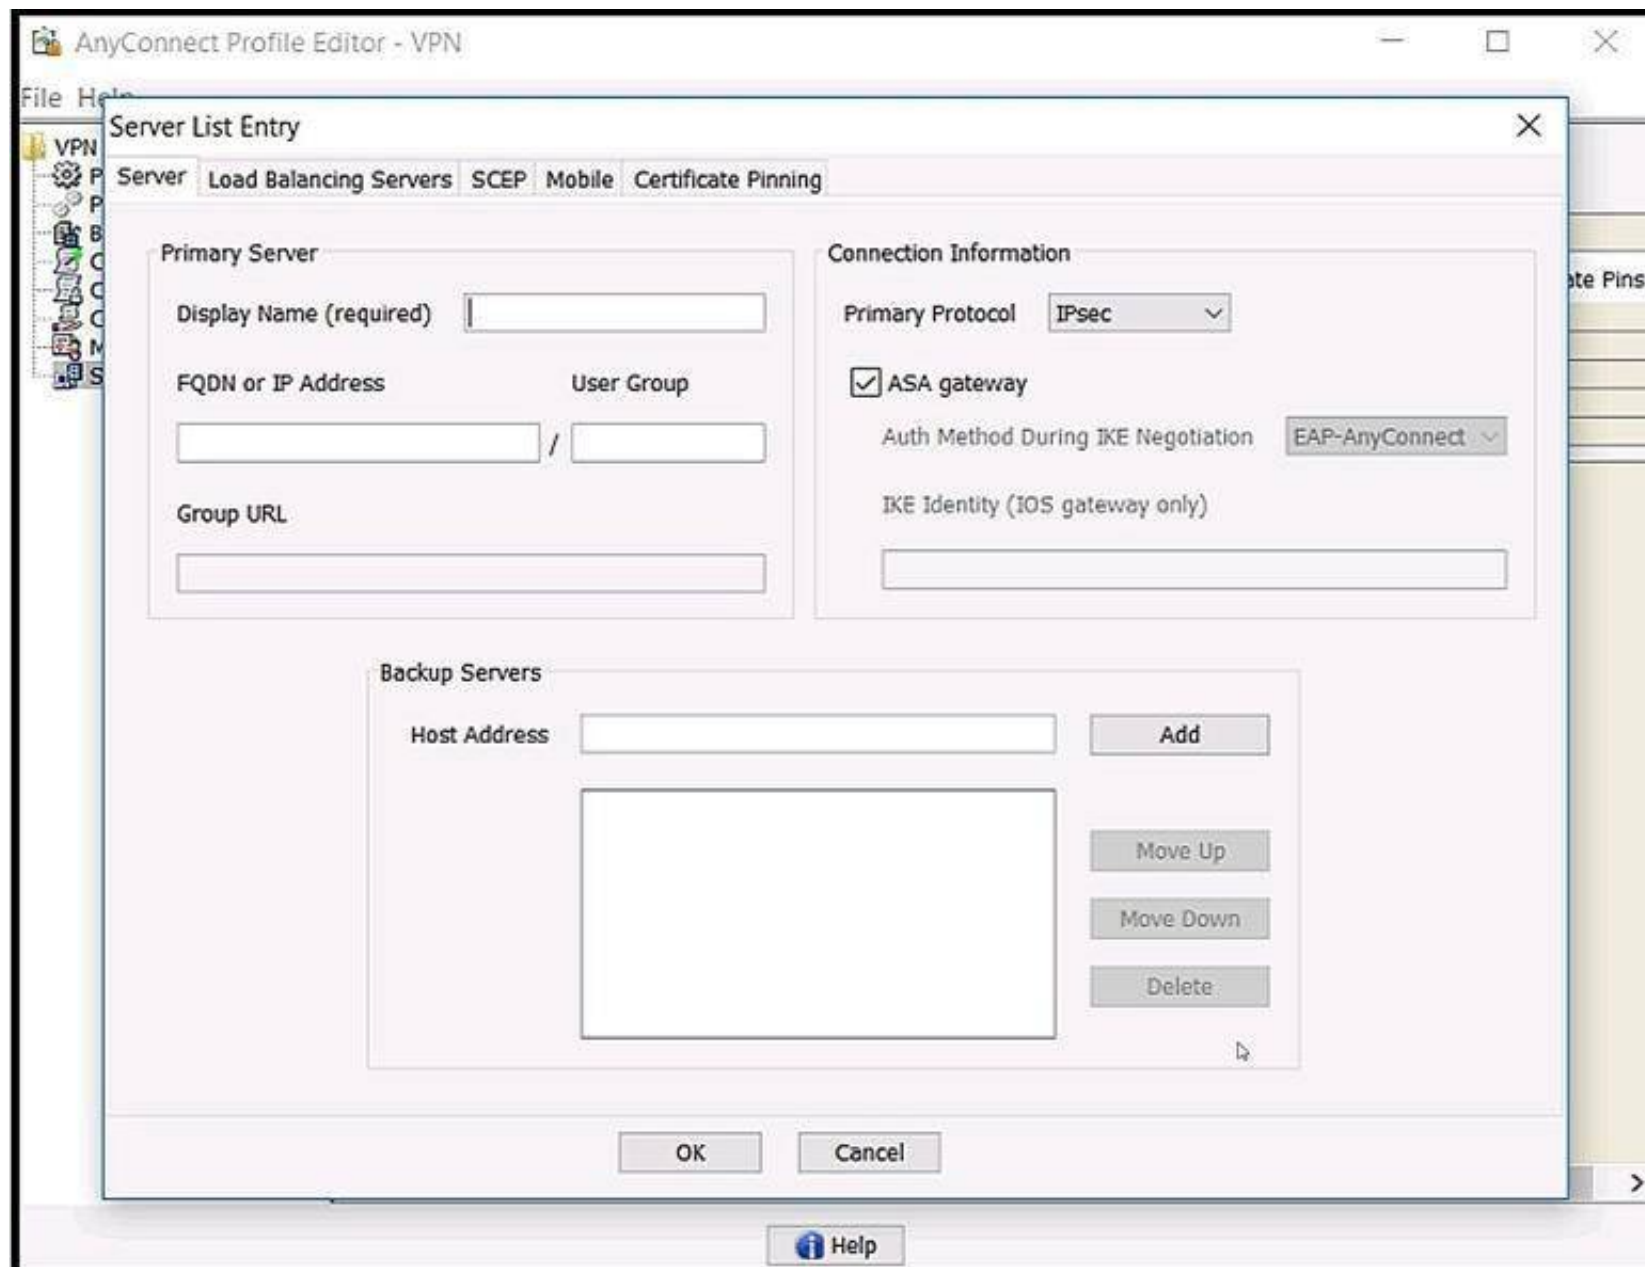 AnyConnect Profile Editor - VPN
File Help
VPN
Server List Entry
Server Load Balancing Servers SCEP Mobile Certificate Pinning
P
P
B
C
C
C
M
S
Primary Server
Display Name (required)
FQDN or IP Address User Group
/
Group URL
Connection Information
Primary Protocol IPsec
ASA gateway
Auth Method During IKE Negotiation EAP-AnyConnect
IKE Identity (IOS gateway only)
Pins
Backup Servers
Host Address Add
Move Up
Move Down
Delete
OK Cancel
Help